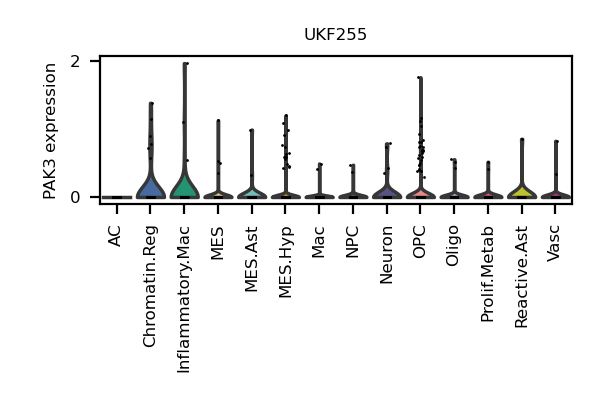 UKF255
PAK3 expression
2
0
AC
Chromatin.Reg
Inflammatory.Mac
MES
MES.Ast
MES.Hyp
Mac
NPC
Neuron
OPC
Oligo
Prolif.Metab
Reactive.Ast
Vasc